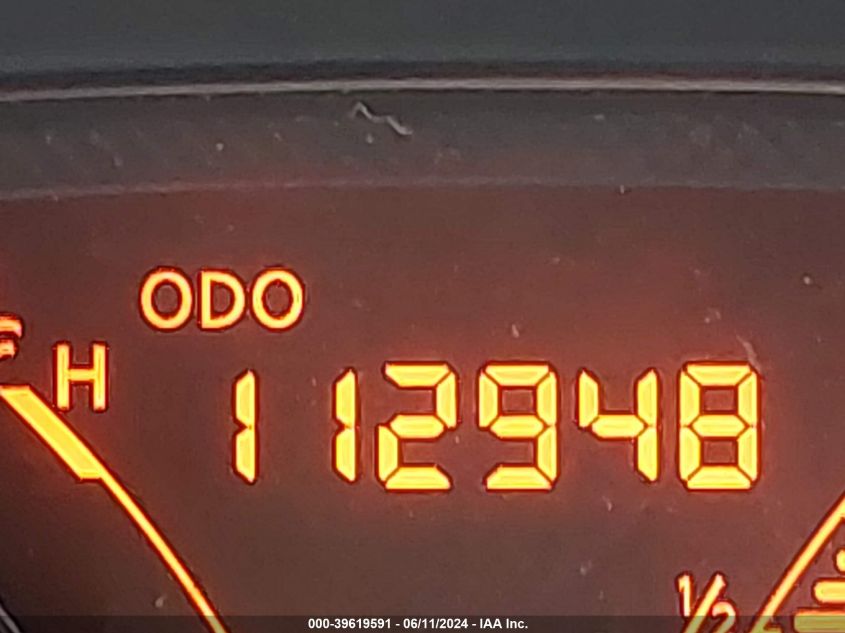 ODO
H
112948
1/2
000-39619591 - 06/11/2024 - IAA Inc.